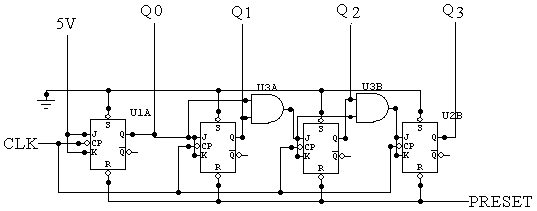 Q0 Q1 Q2 Q3
5V
U3A U3B
U1A U2B
S S S S
J Q J Q J Q J Q
CLK CP CP CP CP
K Q K Q K Q K Q
R R R R
PRESET